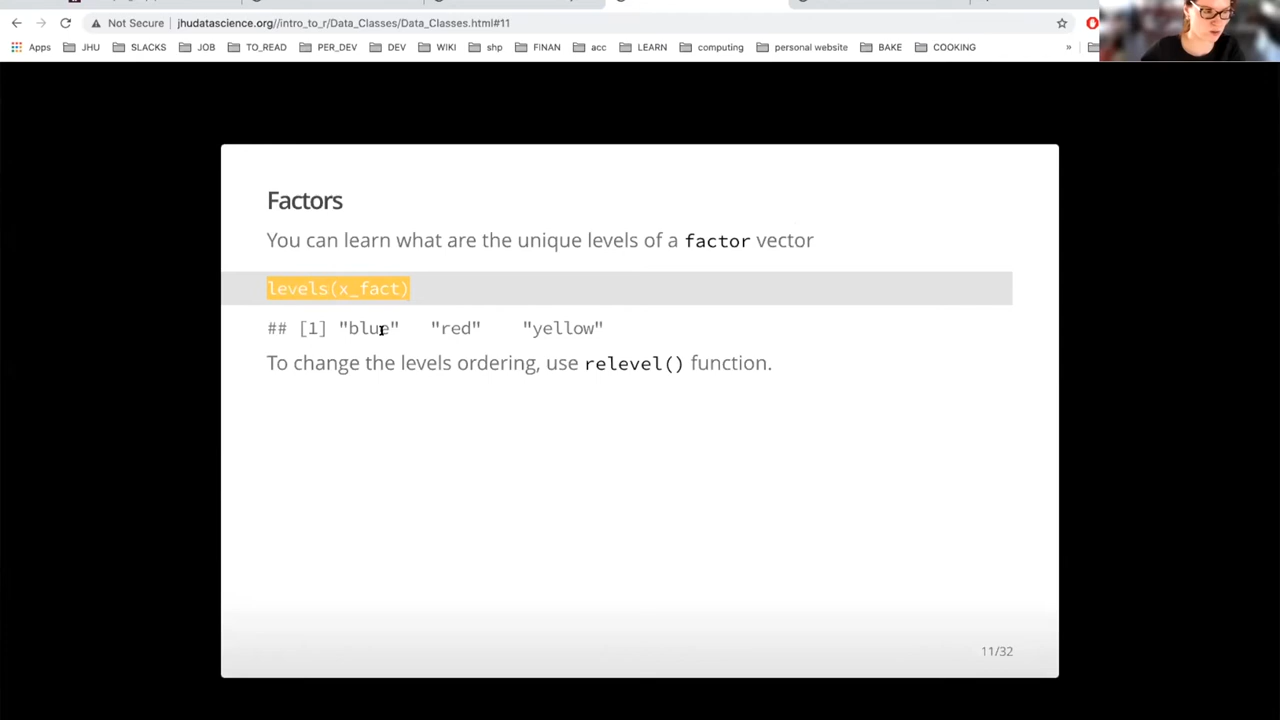 Not Secure
jhudatascience.org//intro_to_r/Data_Classes/Data_Classes.html#11
Apps JHU SLACKS JOB TO_READ PER_DEV DEV WIKI shp FINAN acc LEARN computing personal website BAKE COOKING »
Factors
You can learn what are the unique levels of a factor vector
levels(x_fact)
## [1] "blue" "red" "yellow"
To change the levels ordering, use relevel() function.
11/32